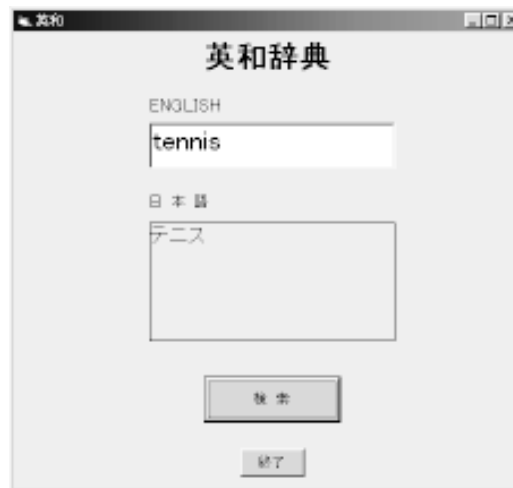 英和
英和辞典
ENGLISH
tennis
日 本 語
テニス
検 索
終了